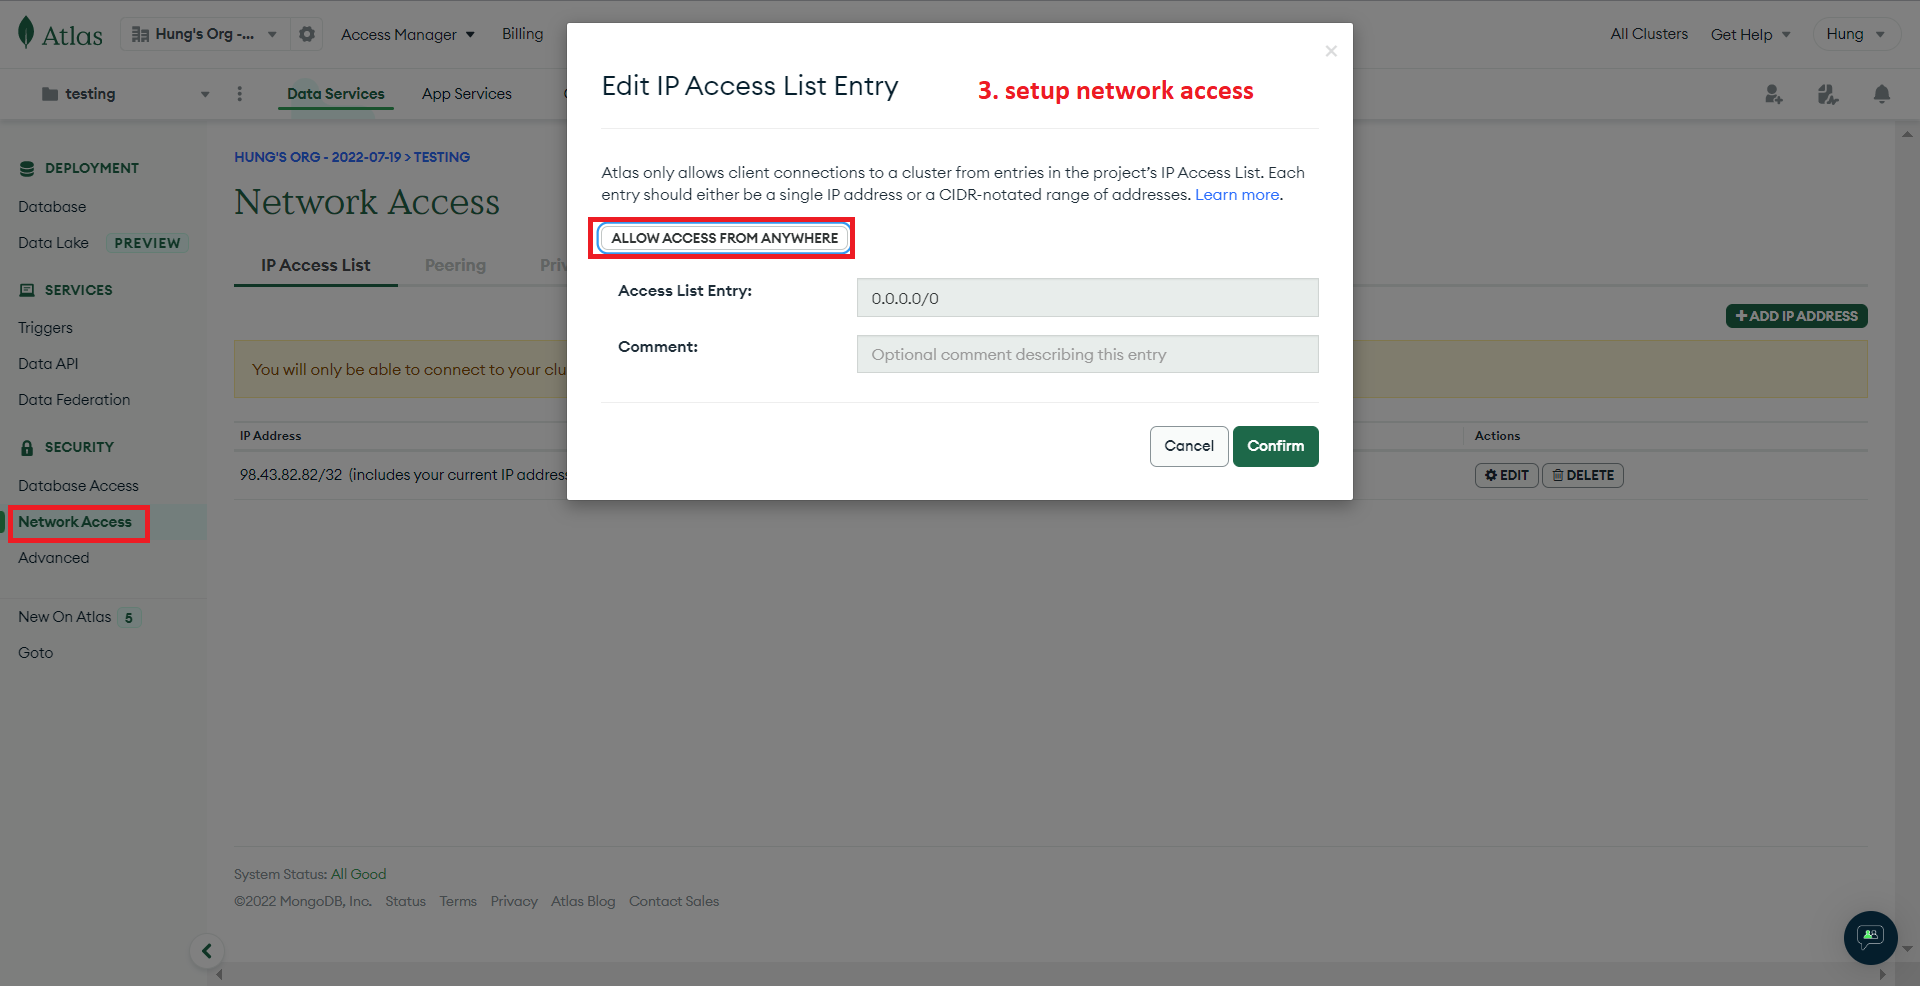 Atlas
Hung's Org -...
Access Manager
Billing
All Clusters
Get Help
Hung
testing
Data Services
App Services
Edit IP Access List Entry
3. setup network access
Atlas only allows client connections to a cluster from entries in the project's IP Access List. Each
entry should either be a single IP address or a CIDR-notated range of addresses. Learn more.
ALLOW ACCESS FROM ANYWHERE
Access List Entry:
0.0.0.0/0
Comment:
Optional comment describing this entry
Cancel
Confirm
DEPLOYMENT
Database
Data Lake PREVIEW
SERVICES
Triggers
Data API
Data Federation
SECURITY
Database Access
Network Access
Advanced
New On Atlas 5
Goto
HUNG'S ORG - 2022-07-19 > TESTING
Network Access
IP Access List
Peering
+ ADD IP ADDRESS
You will only be able to connect to your
IP Address
Actions
98.43.82.82/32 (includes your current IP
EDIT
DELETE
System Status: All Good
©2022 MongoDB, Inc. Status Terms Privacy Atlas Blog Contact Sales